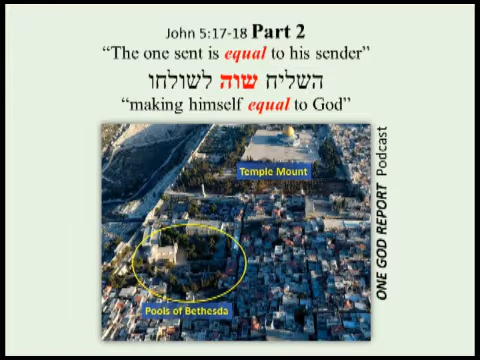 John 5:17-18 Part 2
“The one sent is equal to his sender”
השליח שוה לשולחו
“making himself equal to God”
Temple Mount
Pools of Bethesda
ONE GOD REPORT Podcast